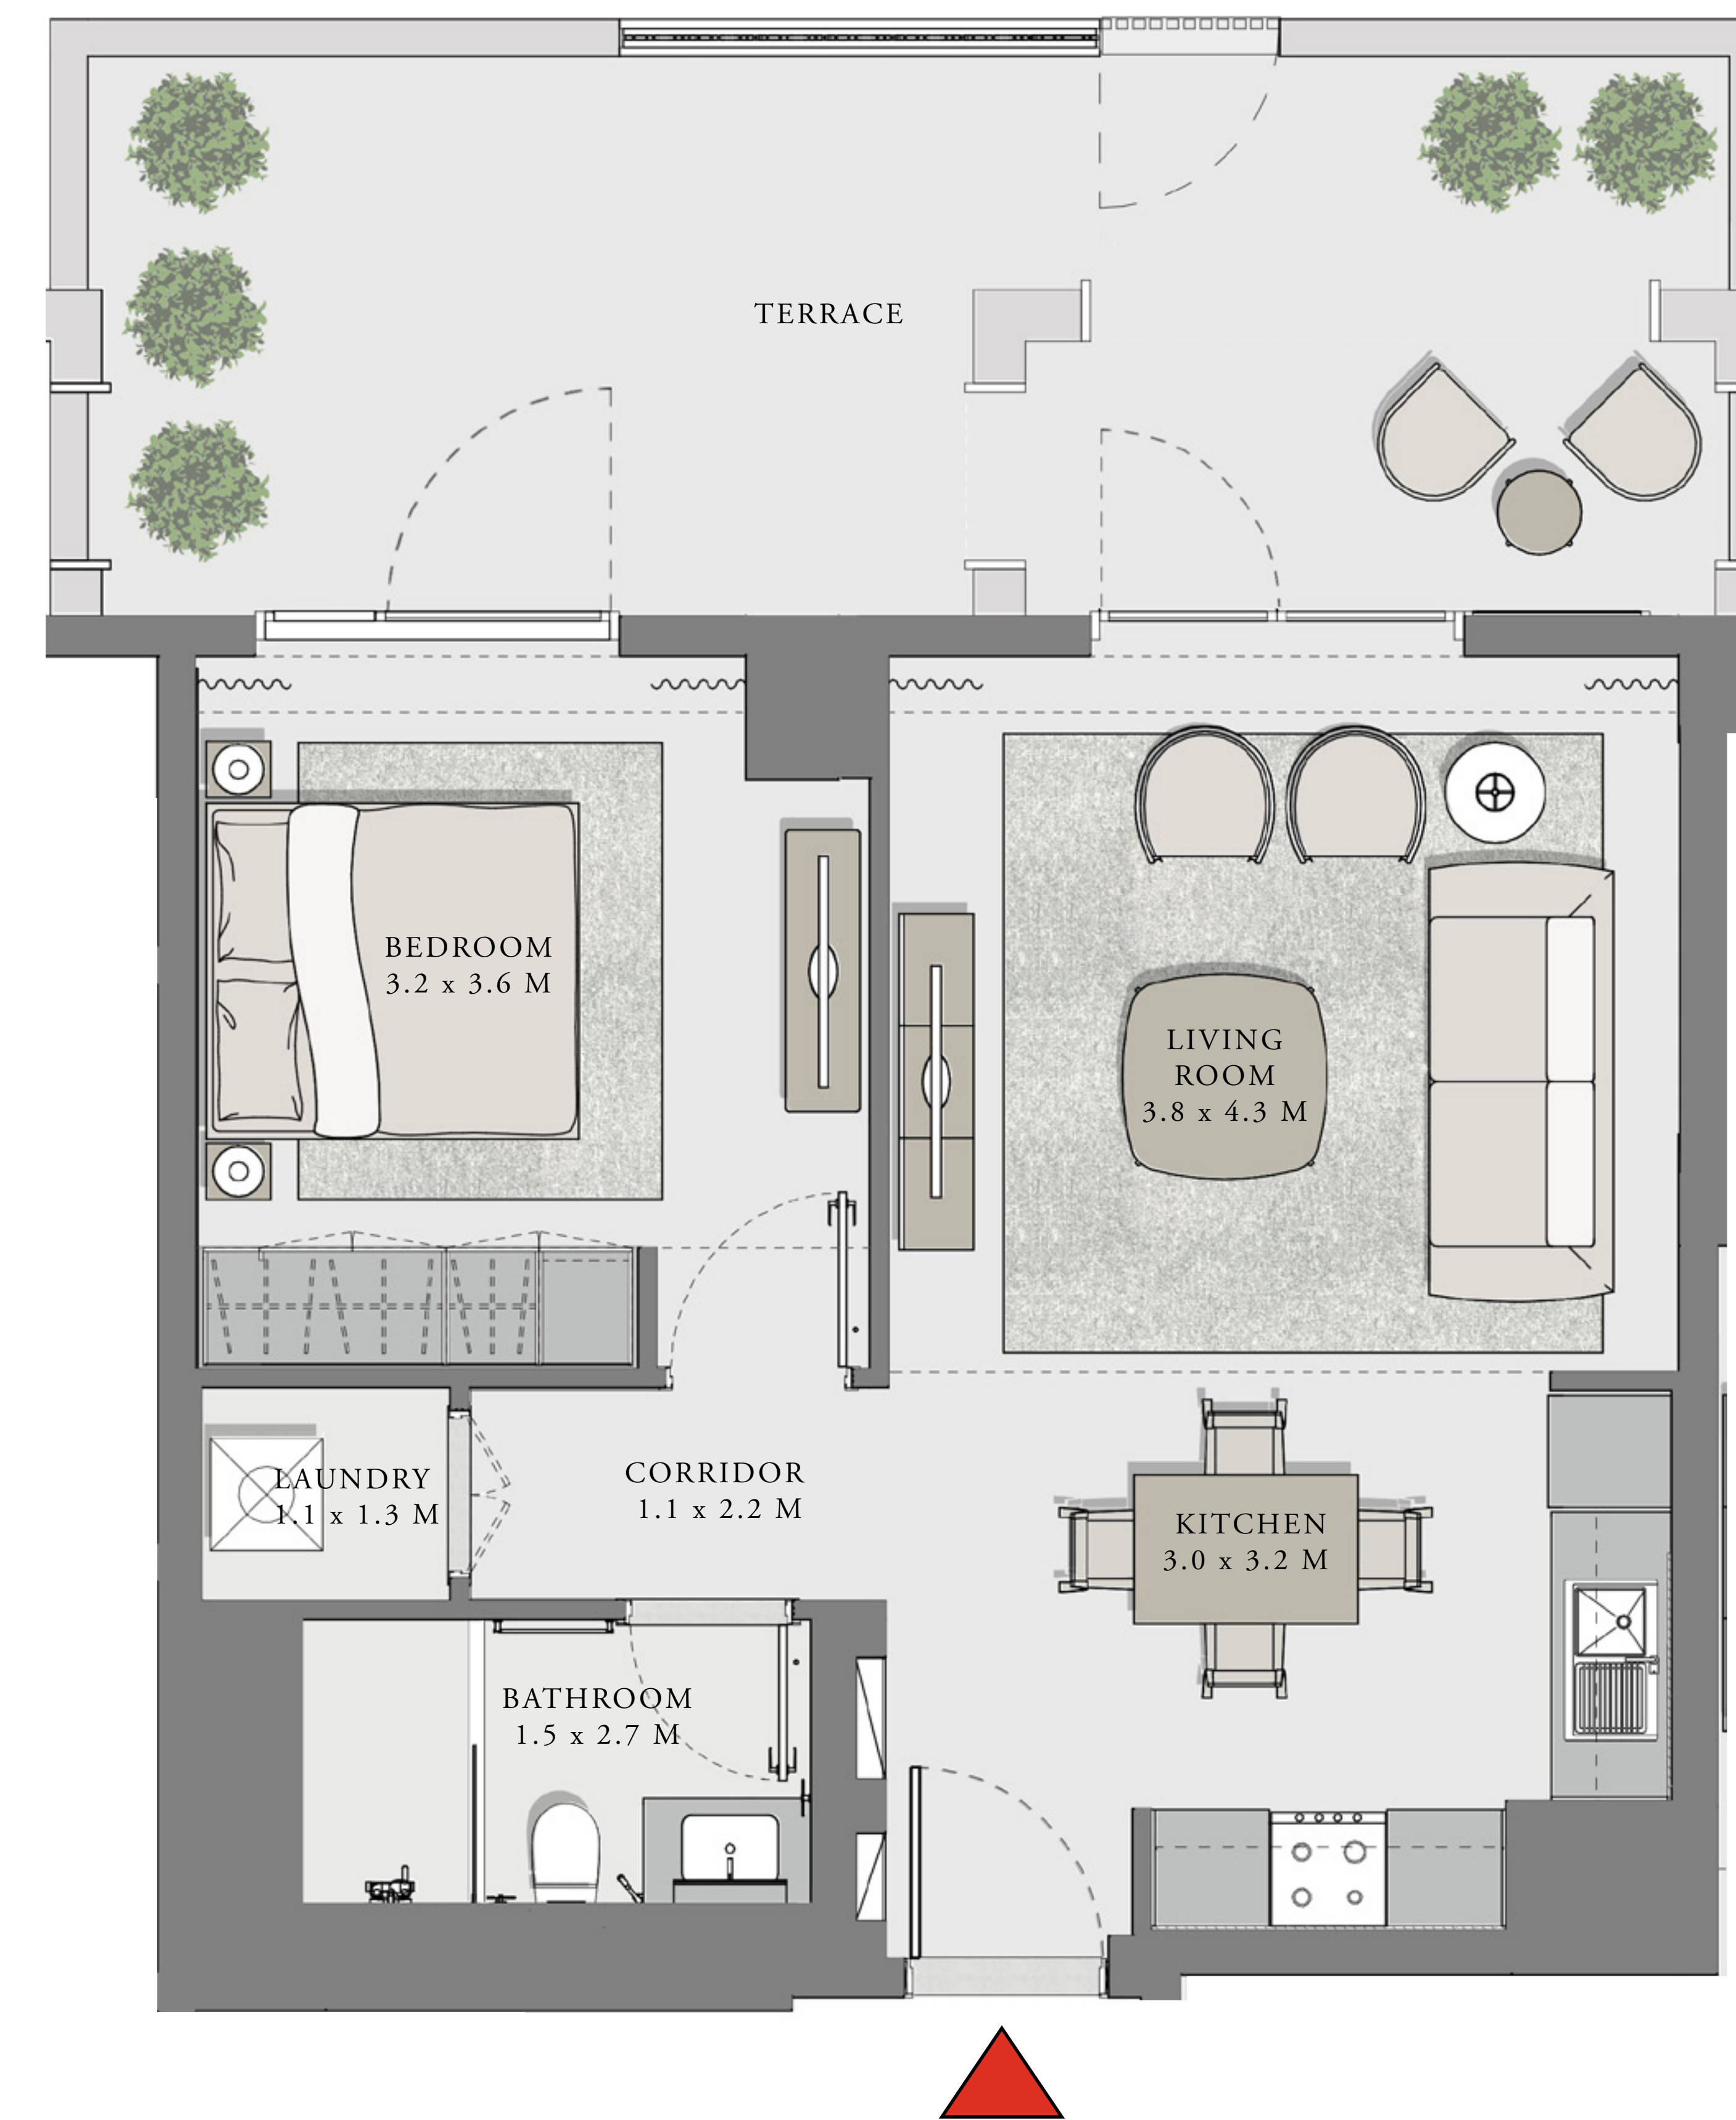 TERRACE
BEDROOM
3.2 x 3.6 M
LIVING
ROOM
3.8 x 4.3 M
LAUNDRY
1.1 x 1.3 M
CORRIDOR
1.1 x 2.2 M
KITCHEN
3.0 x 3.2 M
BATHROOM
1.5 x 2.7 M